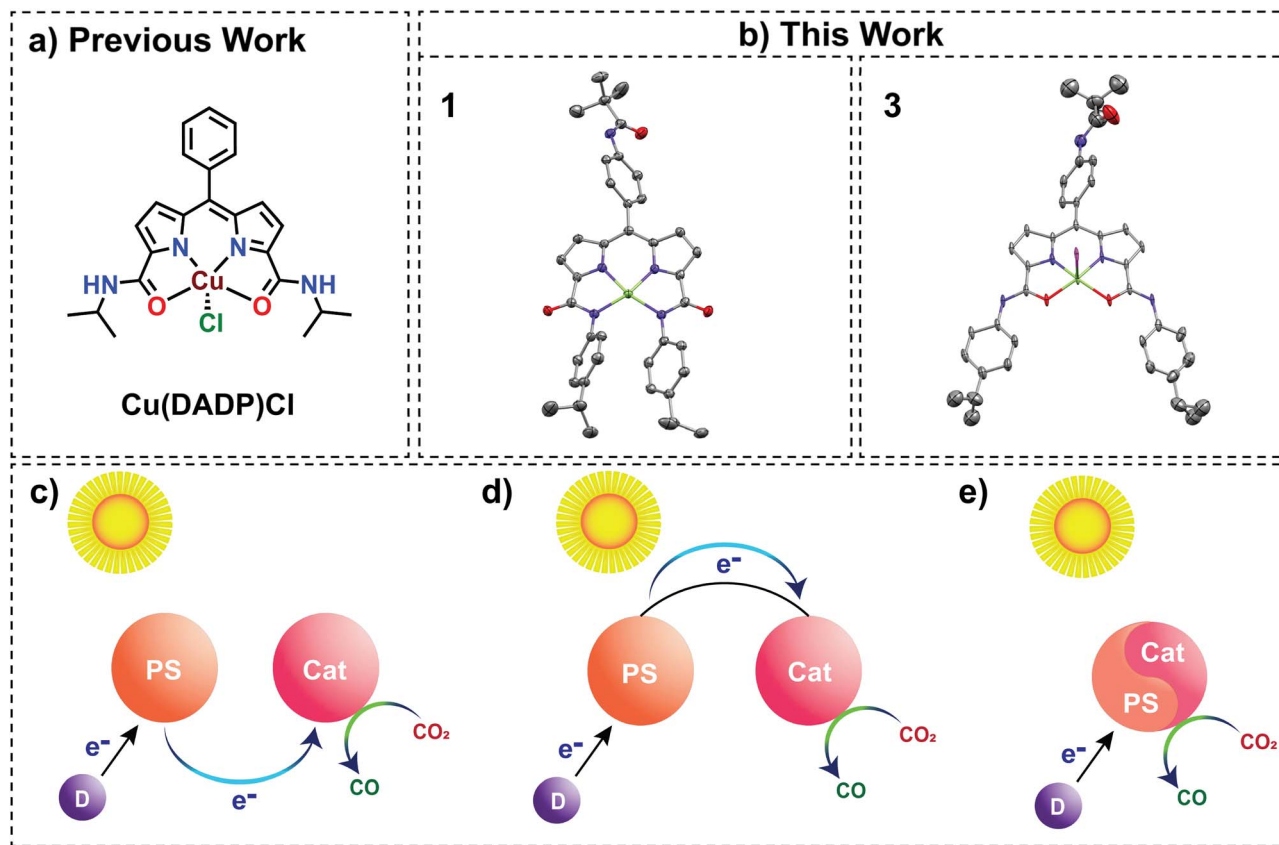 a) Previous Work
b) This Work
1
3
N
N
HN
Cu
NH
O
O
Cl
Cu(DADP)Cl
c)
d)
e)
e-
PS
Cat
PS
Cat
Cat
PS
CO₂
CO₂
CO₂
e-
e-
e-
e-
D
CO
D
CO
D
CO